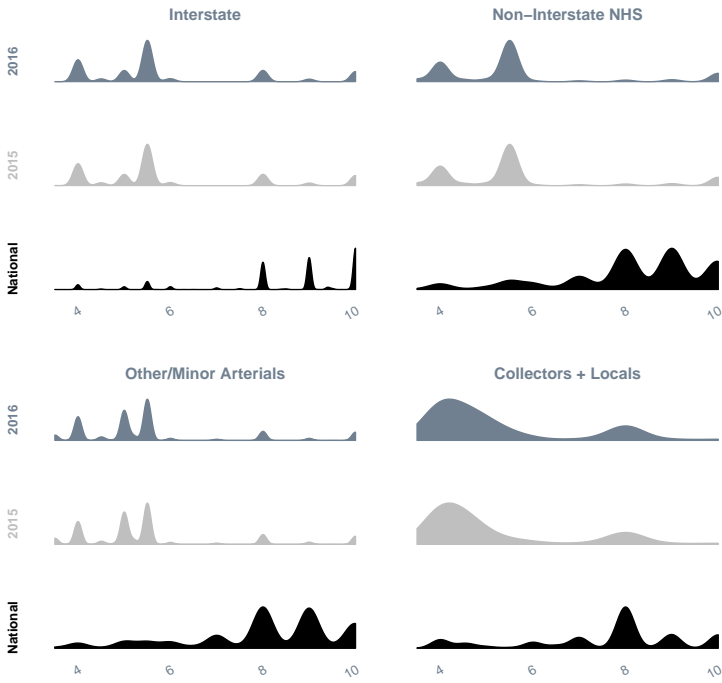 Interstate
Non−Interstate NHS
2016
2015
National
4 6 8 10
4 6 8 10
Other/Minor Arterials
Collectors + Locals
2016
2015
National
4 6 8 10
4 6 8 10